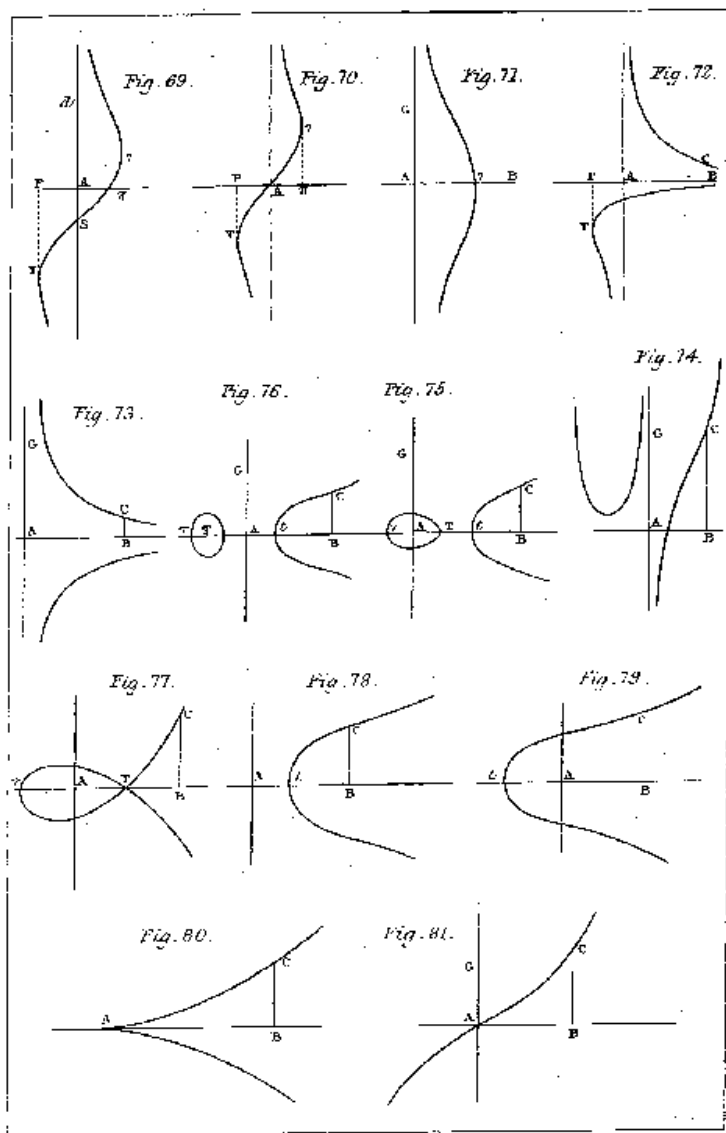 Fig. 69.
Fig. 70.
Fig. 71.
Fig. 72.
P A
S
P
A
G
A B
C
A B
Fig. 73.
Fig. 76.
Fig. 75.
Fig. 74.
G
C
A
B
G
C
A t
B
G
C
A T t
B
G
C
A
B
Fig. 77.
Fig. 78.
Fig. 79.
C
A T
B
C
A t
B
C
t A
B
Fig. 80.
Fig. 81.
C
A
B
G
C
A
B